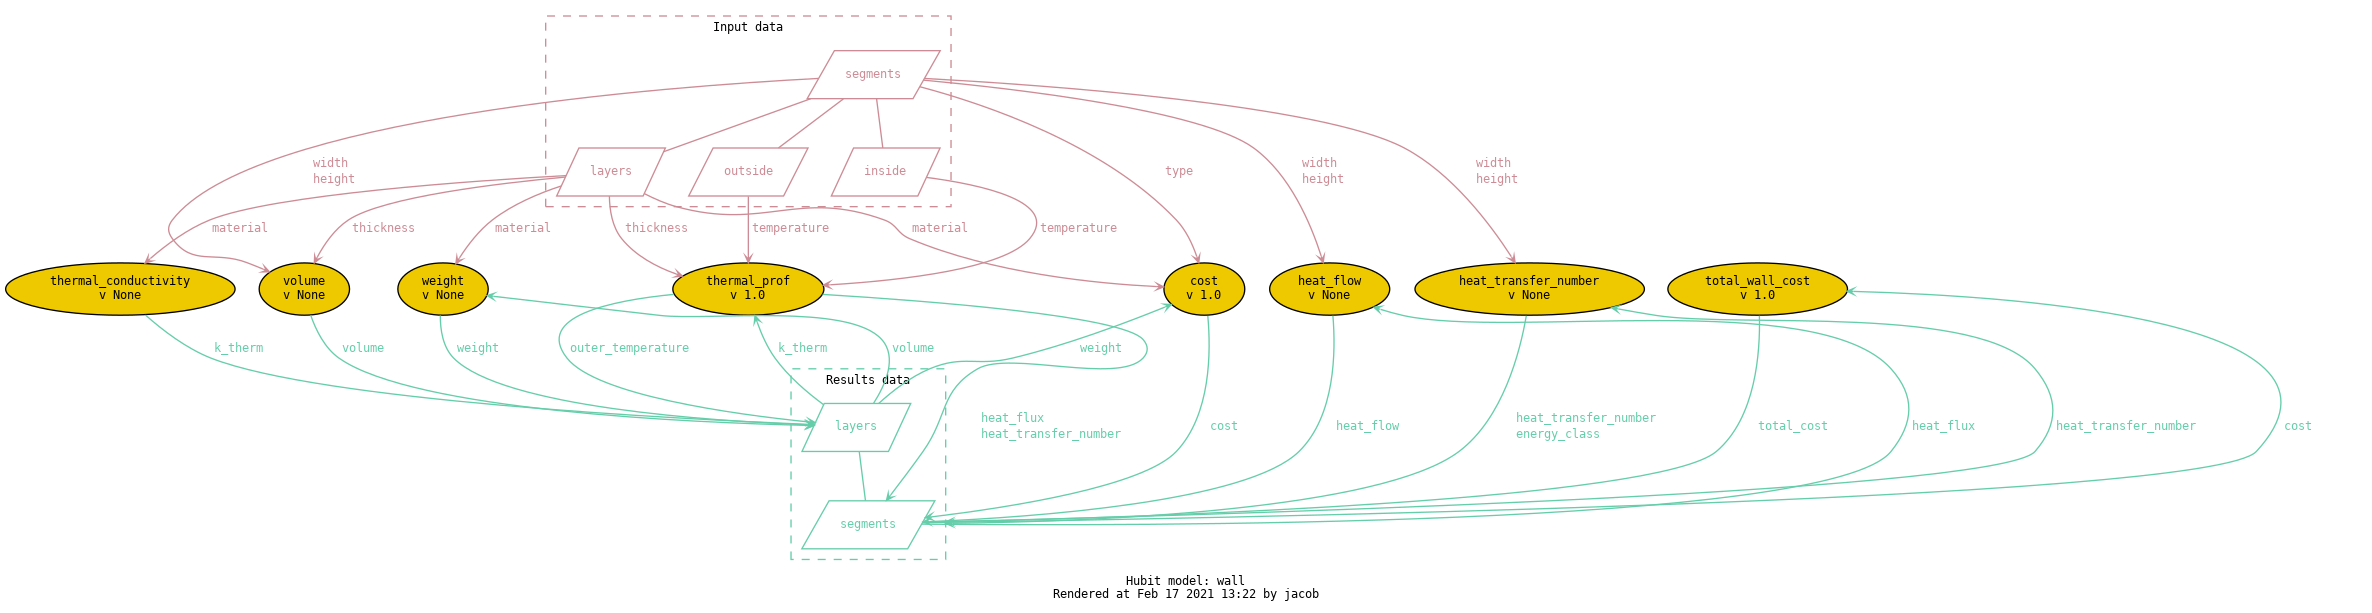 Input data
segments
width
height
width
height
width
height
type
layers
outside
inside
material
thickness
material
thickness
temperature
material
temperature
thermal_conductivity
v None
volume
v None
weight
v None
thermal_prof
v 1.0
cost
v 1.0
heat_flow
v None
heat_transfer_number
v None
total_wall_cost
v 1.0
k_therm
volume
weight
outer_temperature
k_therm
volume
weight
Results data
layers
heat_flux
heat_transfer_number
cost
heat_flow
heat_transfer_number
energy_class
total_cost
heat_flux
heat_transfer_number
cost
segments
Hubit model: wall
Rendered at Feb 17 2021 13:22 by jacob